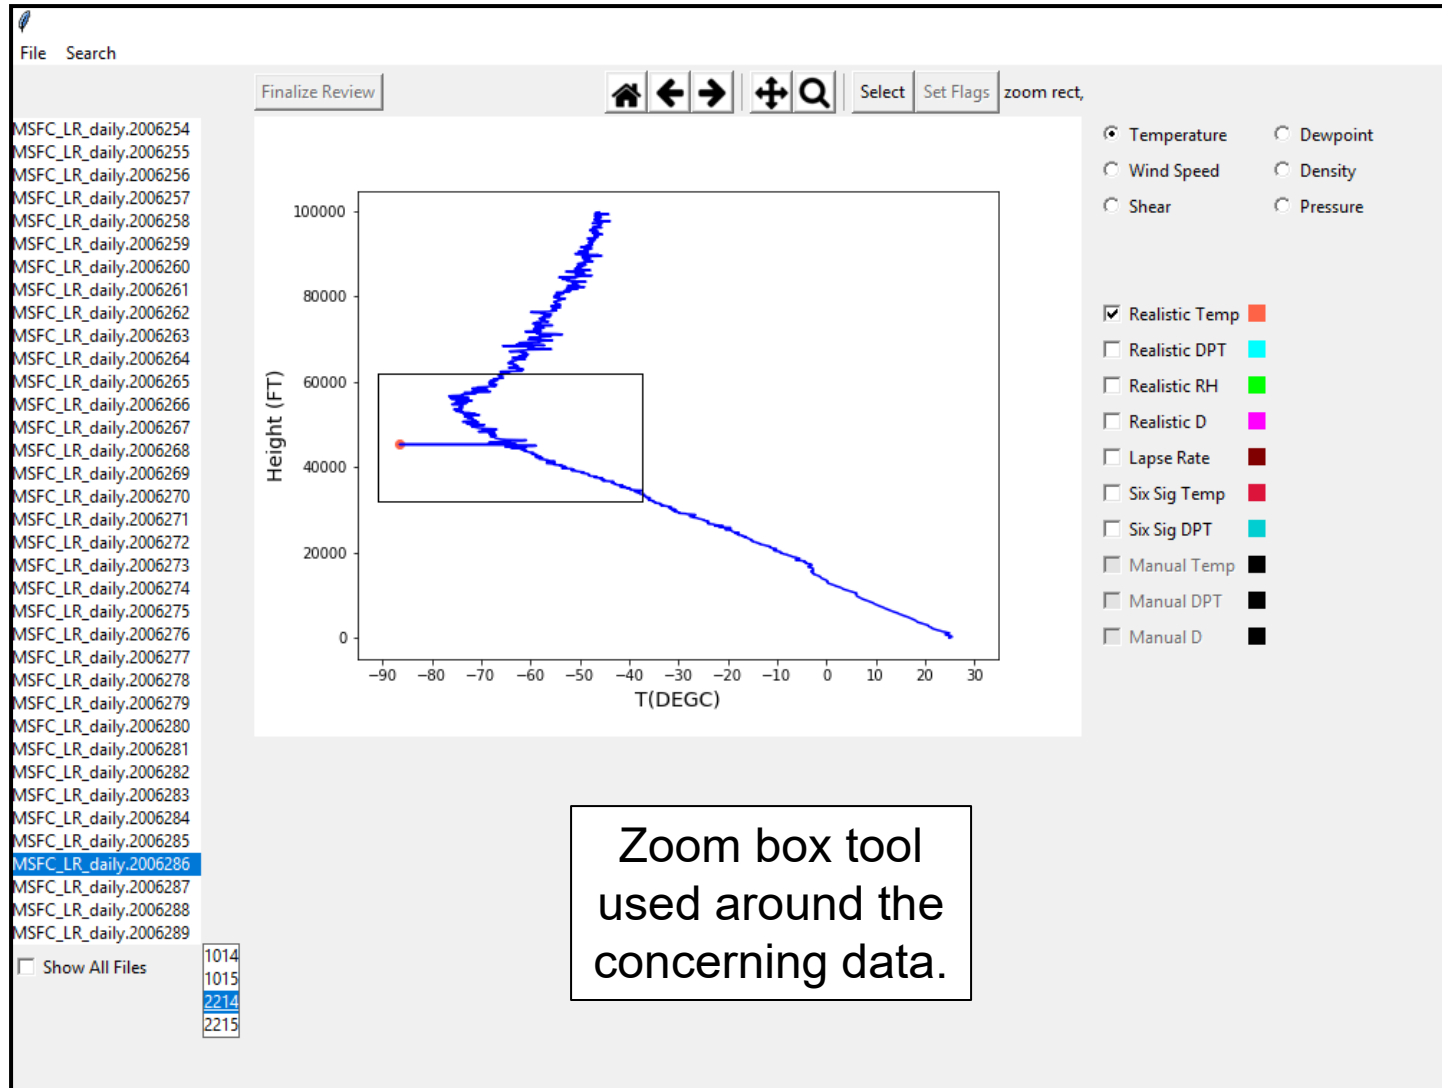 File Search
Finalize Review
Select Set Flags zoom rect,
MSFC_LR_daily.2006254
MSFC_LR_daily.2006255
MSFC_LR_daily.2006256
MSFC_LR_daily.2006257
MSFC_LR_daily.2006258
MSFC_LR_daily.2006259
MSFC_LR_daily.2006260
MSFC_LR_daily.2006261
MSFC_LR_daily.2006262
MSFC_LR_daily.2006263
MSFC_LR_daily.2006264
MSFC_LR_daily.2006265
MSFC_LR_daily.2006266
MSFC_LR_daily.2006267
MSFC_LR_daily.2006268
MSFC_LR_daily.2006269
MSFC_LR_daily.2006270
MSFC_LR_daily.2006271
MSFC_LR_daily.2006272
MSFC_LR_daily.2006273
MSFC_LR_daily.2006274
MSFC_LR_daily.2006275
MSFC_LR_daily.2006276
MSFC_LR_daily.2006277
MSFC_LR_daily.2006278
MSFC_LR_daily.2006279
MSFC_LR_daily.2006280
MSFC_LR_daily.2006281
MSFC_LR_daily.2006282
MSFC_LR_daily.2006283
MSFC_LR_daily.2006284
MSFC_LR_daily.2006285
MSFC_LR_daily.2006286
MSFC_LR_daily.2006287
MSFC_LR_daily.2006288
MSFC_LR_daily.2006289
Show All Files
1014
1015
2214
2215
Height (FT)
100000
80000
60000
40000
20000
0
−90 −80 −70 −60 −50 −40 −30 −20 −10 0 10 20 30
T(DEGC)
Temperature Dewpoint
Wind Speed Density
Shear Pressure
Realistic Temp
Realistic DPT
Realistic RH
Realistic D
Lapse Rate
Six Sig Temp
Six Sig DPT
Manual Temp
Manual DPT
Manual D
Zoom box tool
used around the
concerning data.